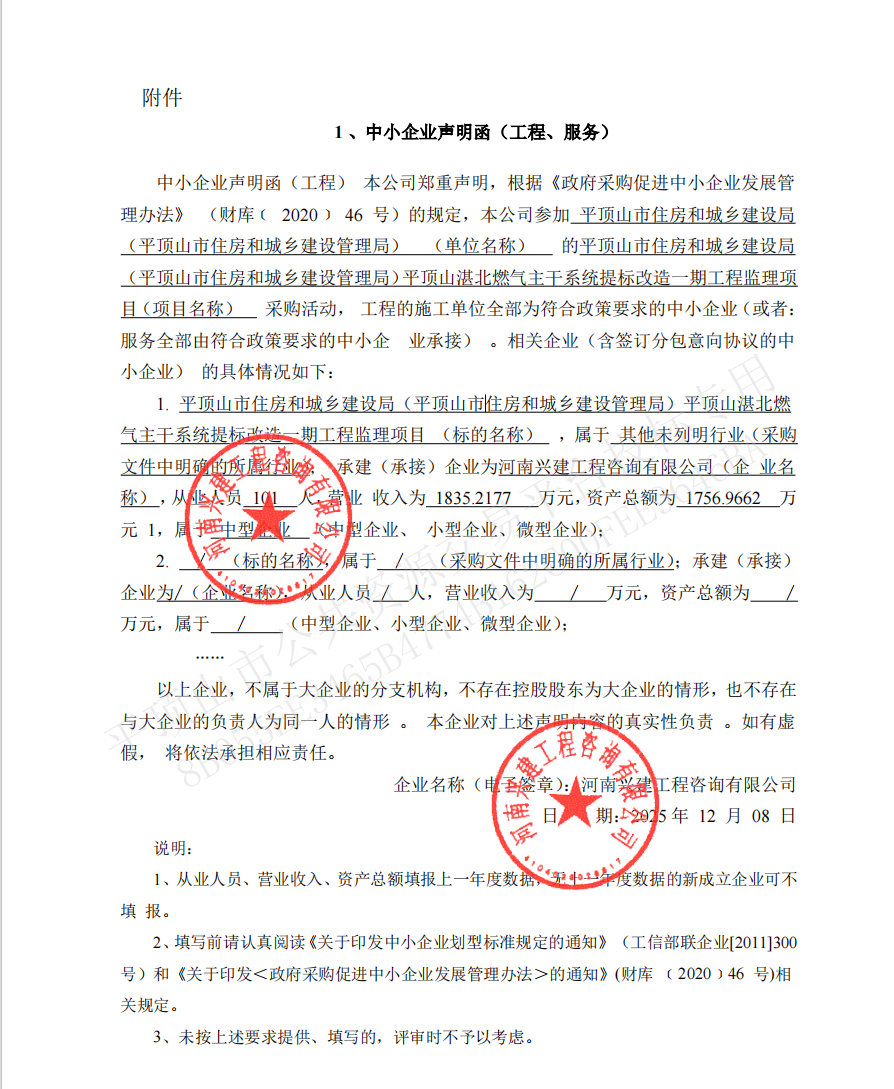 附件
1、中小企业声明函（工程、服务）
中小企业声明函（工程） 本公司郑重声明，根据《政府采购促进中小企业发展管
理办法》 （财库﹝ 2020﹞ 46 号）的规定，本公司参加 平顶山市住房和城乡建设局
（平顶山市住房和城乡建设管理局） （单位名称） 的平顶山市住房和城乡建设局
（平顶山市住房和城乡建设管理局)平顶山湛北燃气主干系统提标改造一期工程监理项
目（项目名称） 采购活动， 工程的施工单位全部为符合政策要求的中小企业（或者：
服务全部由符合政策要求的中小企 业承接） 。相关企业（含签订分包意向协议的中
小企业） 的具体情况如下：
1. 平顶山市住房和城乡建设局（平顶山市住房和城乡建设管理局）平顶山湛北燃
气主干系统提标改造一期工程监理项目 （标的名称） ，属于 其他未列明行业（采购
文件中明确的所属行业）； 承建（承接）企业为河南兴建工程咨询有限公司（企 业名
称），从业人员 101 人，营业 收入为 1835.2177 万元，资产总额为 1756.9662 万
元 1，属于 中型企业 （中型企业、 小型企业、微型企业）；
2. / （标的名称），属于 / （采购文件中明确的所属行业）；承建（承接）
企业为/（企业名称），从业人员 / 人，营业收入为 / 万元，资产总额为 /
万元，属于 / （中型企业、小型企业、微型企业）；
......
以上企业，不属于大企业的分支机构，不存在控股股东为大企业的情形，也不存在
与大企业的负责人为同一人的情形 。 本企业对上述声明内容的真实性负责 。如有虚
假， 将依法承担相应责任。
企业名称（电子签章）：河南兴建工程咨询有限公司
日 期：2025 年 12 月 08 日
说明：
1、从业人员、营业收入、资产总额填报上一年度数据，无上一年度数据的新成立企业可不
填 报。
2、填写前请认真阅读《关于印发中小企业划型标准规定的通知》（工信部联企业[2011]300
号）和《关于印发＜政府采购促进中小企业发展管理办法＞的通知》(财库 ﹝2020﹞46 号)相
关规定。
3、未按上述要求提供、填写的，评审时不予以考虑。
河南兴建工程咨询有限公司
河南兴建工程咨询有限公司